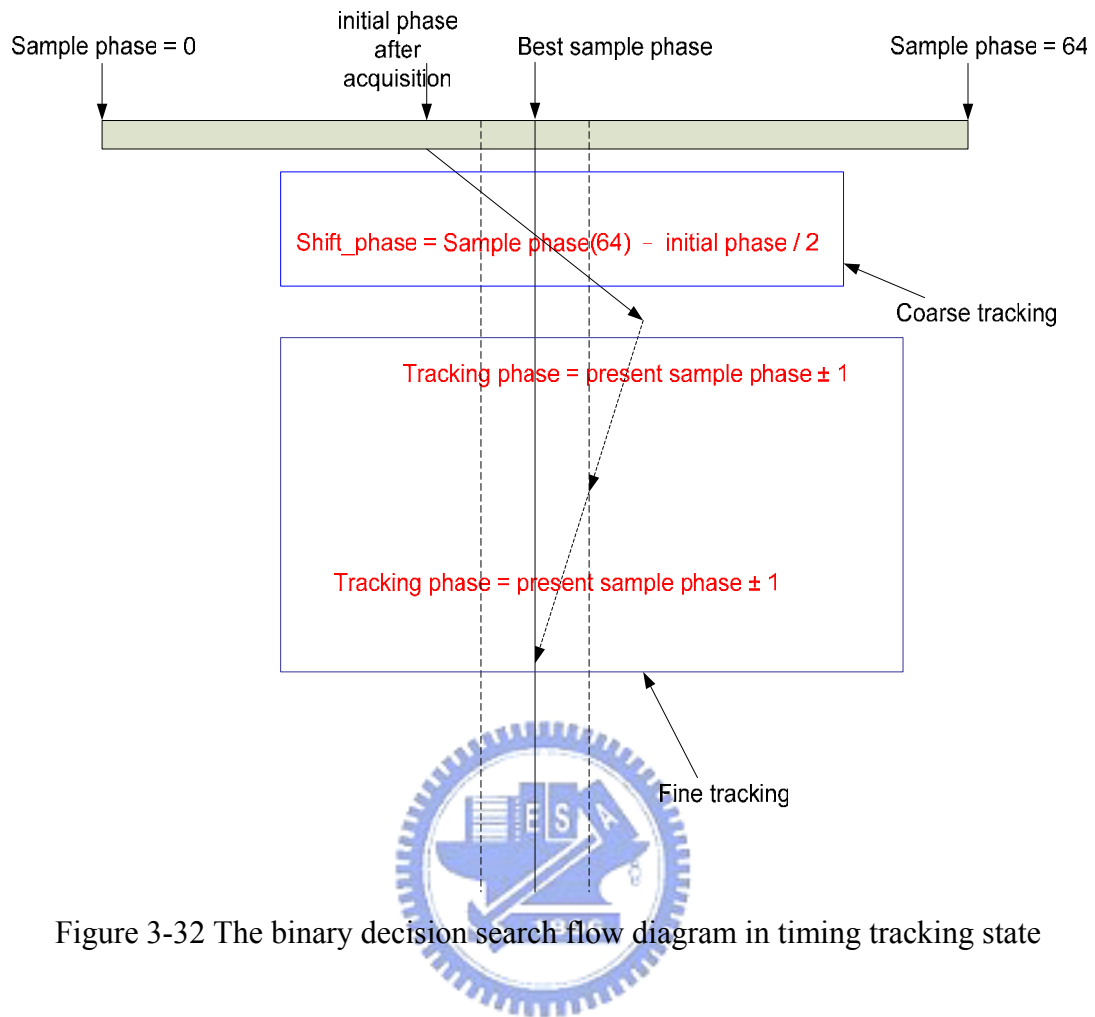 Sample phase = 0
initial phase
after
acquisition
Best sample phase
Sample phase = 64
Shift_phase = Sample phase(64) – initial phase / 2
Coarse tracking
Tracking phase = present sample phase ± 1
Tracking phase = present sample phase ± 1
Fine tracking
E S A
1896
Figure 3-32 The binary decision search flow diagram in timing tracking state